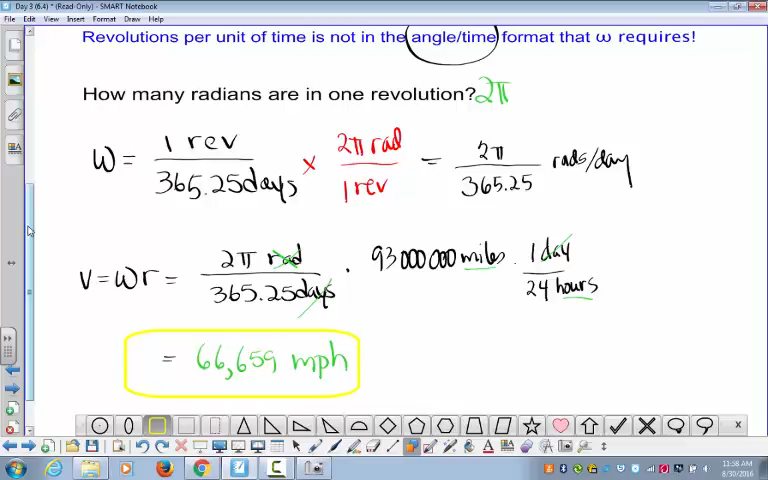 Day 3 (6.4) * (Read-Only) - SMART Notebook
File Edit View Insert Format Draw Help
Revolutions per unit of time is not in the angle/time format that ω requires!
How many radians are in one revolution? 2π
ω = 1 rev / 365.25 days × 2π rad / 1 rev = 2π / 365.25 rads/day
v = ωr = 2π rad / 365.25 days · 93000000 miles · 1 day / 24 hours
= 66,659 mph
11:58 AM
8/30/2016